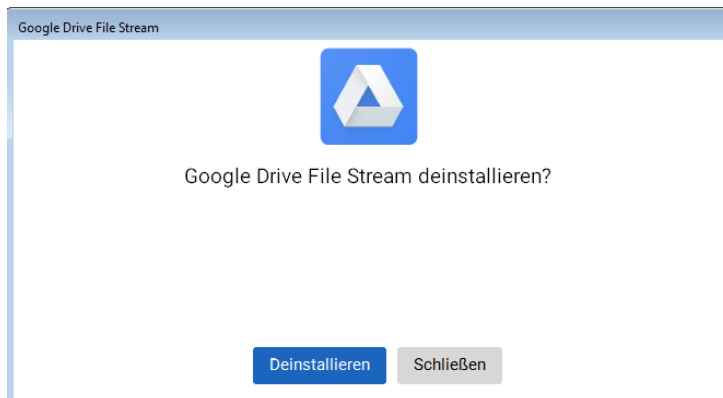 Google Drive File Stream
Google Drive File Stream deinstallieren?
Deinstallieren
Schließen